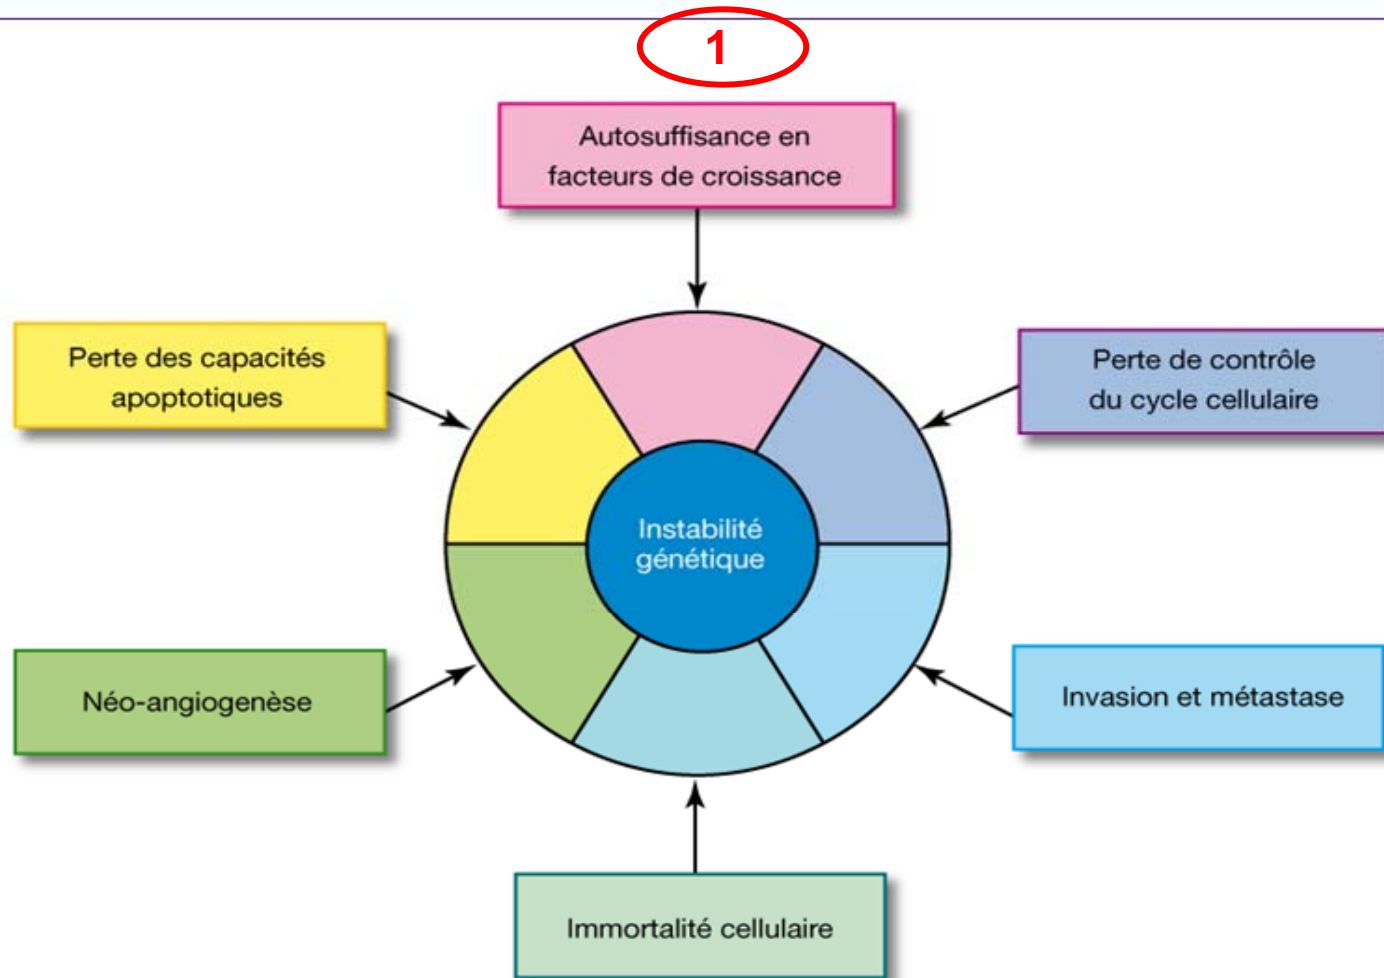 1
Autosuffisance en
facteurs de croissance
Perte des capacités
apoptotiques
Perte de contrôle
du cycle cellulaire
Instabilité
génétique
Néo-angiogenèse
Invasion et métastase
Immortalité cellulaire